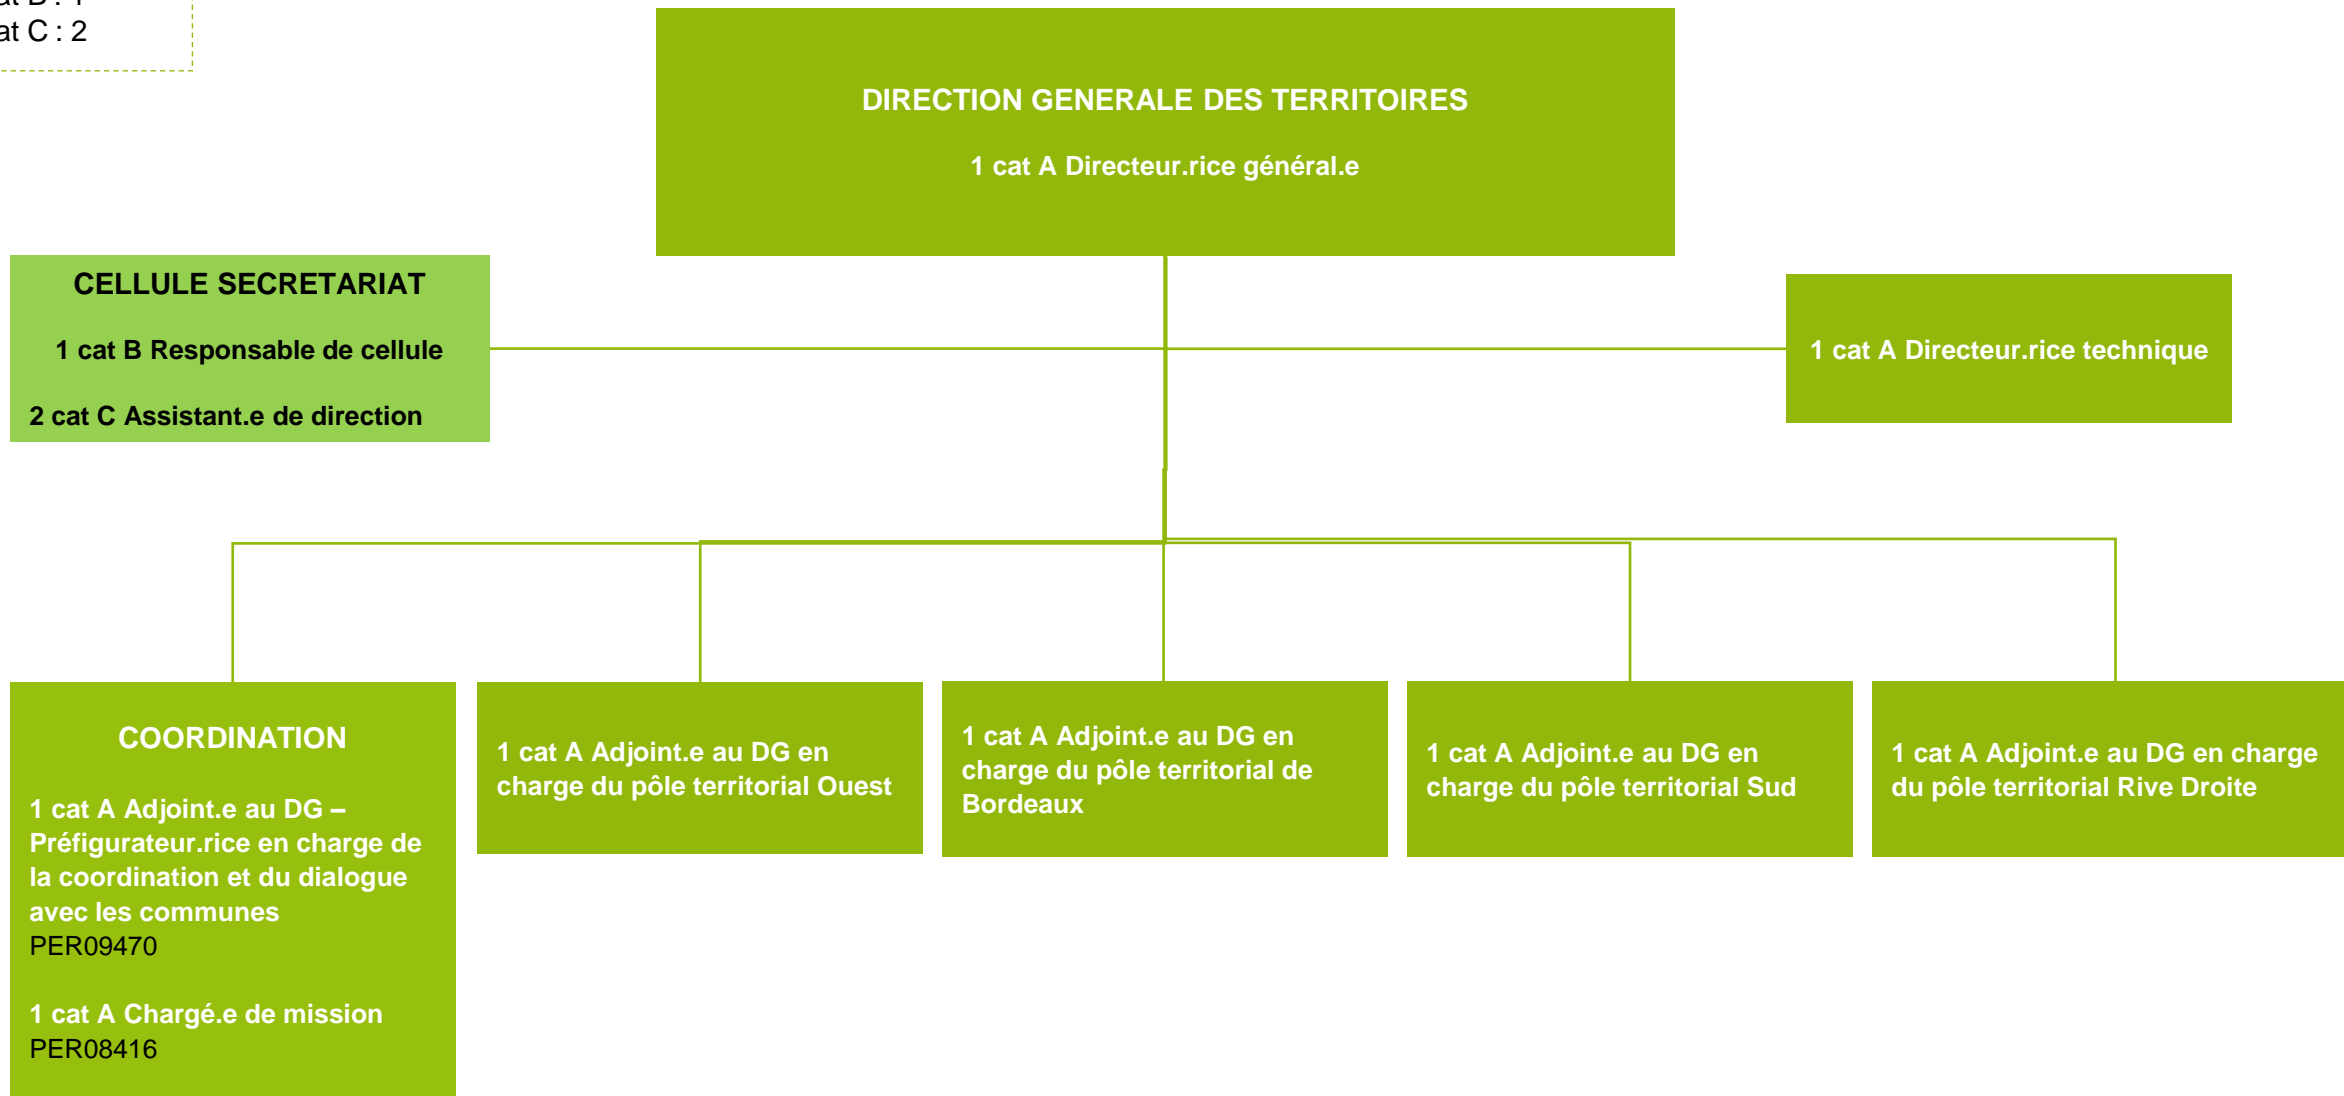 at C : 2
DIRECTION GENERALE DES TERRITOIRES
1 cat A Directeur.rice général.e
CELLULE SECRETARIAT
1 cat B Responsable de cellule
2 cat C Assistant.e de direction
1 cat A Directeur.rice technique
COORDINATION
1 cat A Adjoint.e au DG –
Préfigurateur.rice en charge de
la coordination et du dialogue
avec les communes
PER09470
1 cat A Chargé.e de mission
PER08416
1 cat A Adjoint.e au DG en
charge du pôle territorial Ouest
1 cat A Adjoint.e au DG en
charge du pôle territorial de
Bordeaux
1 cat A Adjoint.e au DG en
charge du pôle territorial Sud
1 cat A Adjoint.e au DG en charge
du pôle territorial Rive Droite